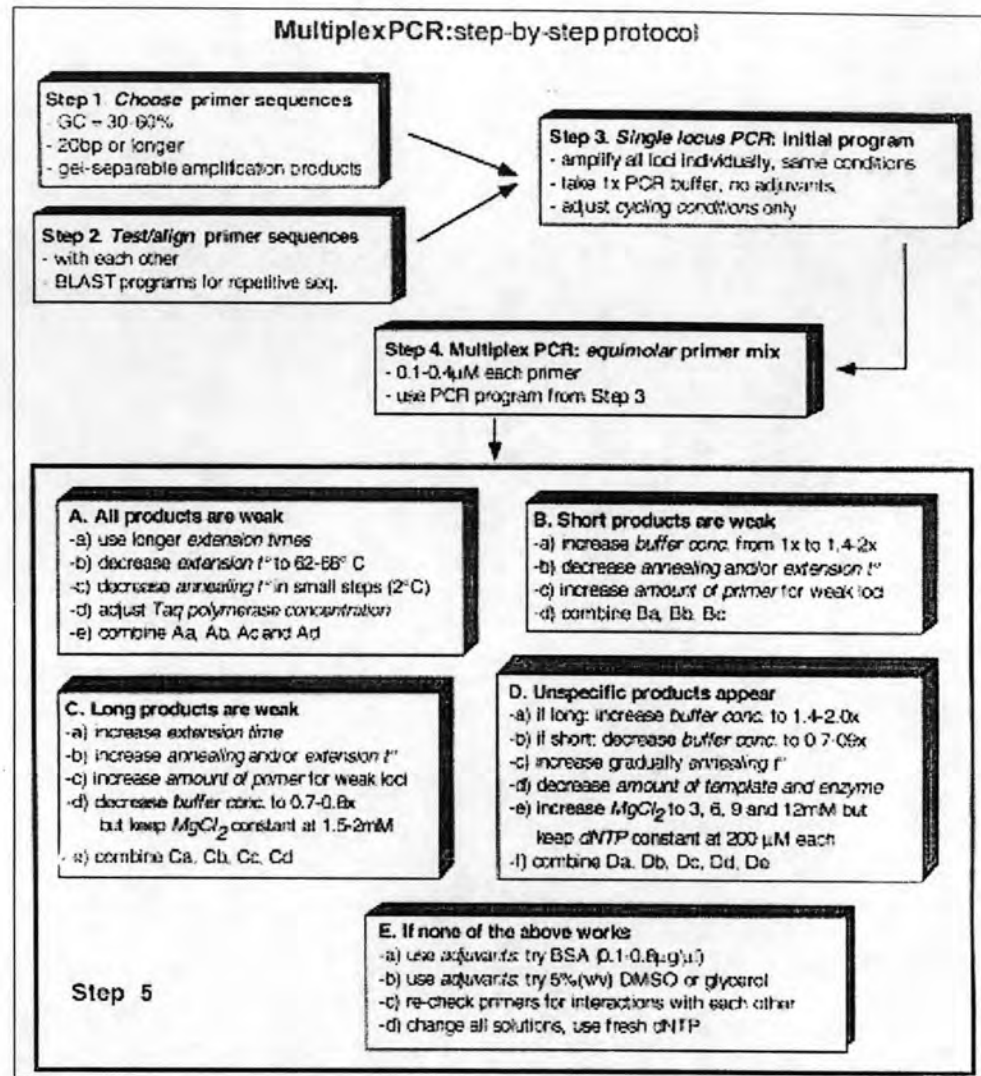 Multiplex PCR: step-by-step protocol
Step 1. Choose primer sequences
- GC = 30-60%
- 20bp or longer
- gel-separable amplification products
Step 2. Test/align primer sequences
- with each other
- BLAST programs for repetitive seq.
Step 3. Single locus PCR: initial program
- amplify all loci individually, same conditions
- take 1x PCR buffer, no adjuvants,
- adjust cycling conditions only
Step 4. Multiplex PCR: equimolar primer mix
- 0.1-0.4µM each primer
- use PCR program from Step 3
A. All products are weak
-a) use longer extension times
-b) decrease extension t° to 62-68° C
-c) decrease annealing t° in small steps (2°C)
-d) adjust Taq polymerase concentration
-e) combine Aa, Ab, Ac and Ad
B. Short products are weak
-a) increase buffer conc. from 1x to 1.4-2x
-b) decrease annealing and/or extension t°
-c) increase amount of primer for weak loci
-d) combine Ba, Bb, Bc
C. Long products are weak
-a) increase extension time
-b) increase annealing and/or extension t°
-c) increase amount of primer for weak loci
-d) decrease buffer conc. to 0.7-0.8x
but keep MgCl2 constant at 1.5-2mM
-e) combine Ca, Cb, Cc, Cd
D. Unspecific products appear
-a) if long: increase buffer conc. to 1.4-2.0x
-b) if short: decrease buffer conc. to 0.7-09x
-c) increase gradually annealing t°
-d) decrease amount of template and enzyme
-e) increase MgCl2 to 3, 6, 9 and 12mM but
keep dNTP constant at 200 µM each
-f) combine Da, Db, Dc, Dd, De
E. If none of the above works
-a) use adjuvants: try BSA (0.1-0.8µg/µl)
-b) use adjuvants: try 5% (v/v) DMSO or glycerol
-c) re-check primers for interactions with each other
-d) change all solutions, use fresh dNTP
Step 5